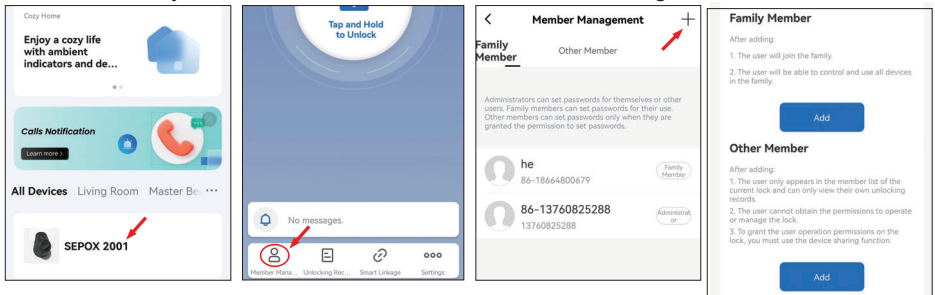 Cozy Home
Enjoy a cozy life
with ambient
indicators and de...
Calls Notification
Learn more >
All Devices Living Room Master Be ...
SEPOX 2001
Tap and Hold
to Unlock
No messages.
Member Mana... Unlocking Rec... Smart Linkage Settings
< Member Management +
Family
Member
Other Member
Administrators can set passwords for themselves or other
users. Family members can set passwords for their use.
Other members can set passwords only when they are
granted the permission to set passwords.
he
86-18664800679
Family
Member
86-13760825288
13760825288
Administrat
or
Family Member
After adding:
1. The user will join the family.
2. The user will be able to control and use all devices
in the family.
Add
Other Member
After adding:
1. The user only appears in the member list of the
current lock and can only view their own unlocking
records.
2. The user cannot obtain the permissions to operate
or manage the lock.
3. To grant the user operation permissions on the
lock, you must use the device sharing function.
Add